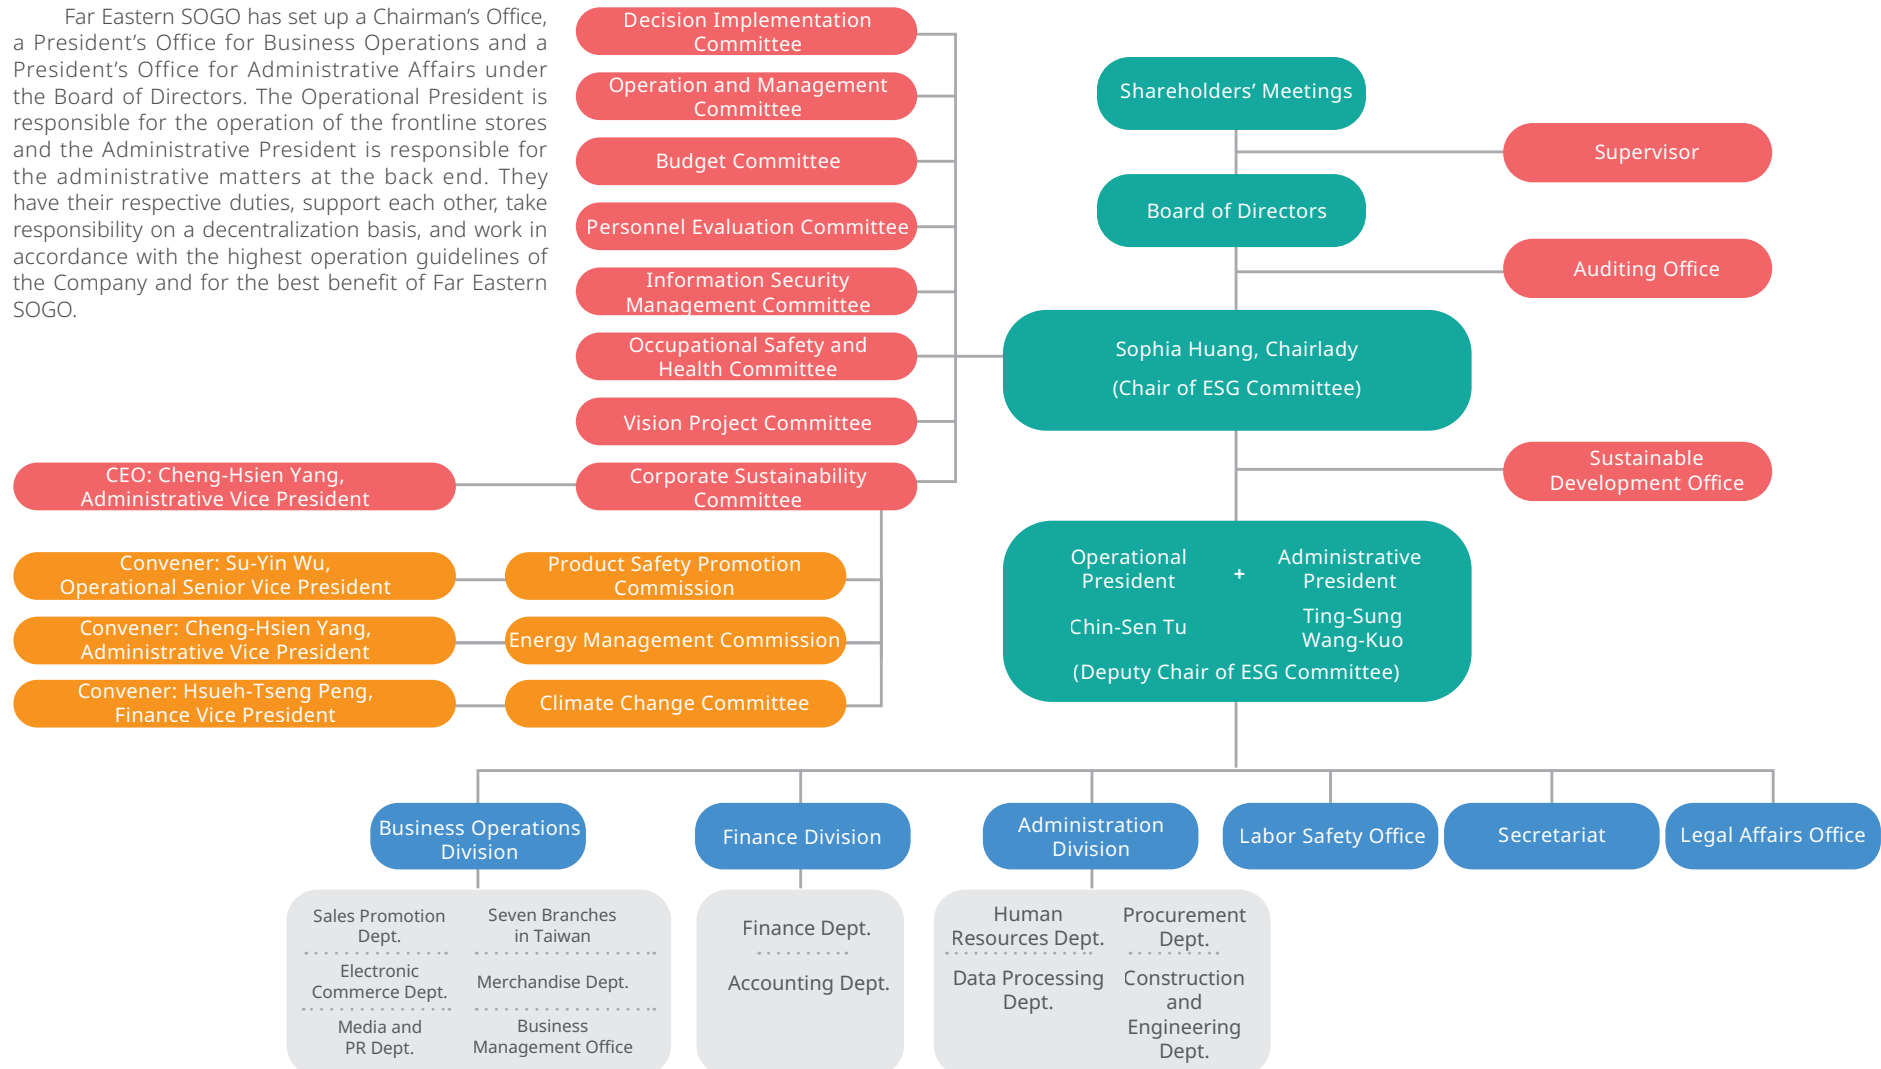 Far Eastern SOGO has set up a Chairman’s Office,
a President’s Office for Business Operations and a
President’s Office for Administrative Affairs under
the Board of Directors. The Operational President is
responsible for the operation of the frontline stores
and the Administrative President is responsible for
the administrative matters at the back end. They
have their respective duties, support each other, take
responsibility on a decentralization basis, and work in
accordance with the highest operation guidelines of
the Company and for the best benefit of Far Eastern
SOGO.
Decision Implementation
Committee
Operation and Management
Committee
Budget Committee
Personnel Evaluation Committee
Information Security
Management Committee
Occupational Safety and
Health Committee
Vision Project Committee
Corporate Sustainability
Committee
CEO: Cheng-Hsien Yang,
Administrative Vice President
Convener: Su-Yin Wu,
Operational Senior Vice President
Product Safety Promotion
Commission
Convener: Cheng-Hsien Yang,
Administrative Vice President
Energy Management Commission
Convener: Hsueh-Tseng Peng,
Finance Vice President
Climate Change Committee
Shareholders’ Meetings
Supervisor
Board of Directors
Auditing Office
Sophia Huang, Chairlady
(Chair of ESG Committee)
Sustainable
Development Office
Operational
President
+
Administrative
President
Chin-Sen Tu
Ting-Sung
Wang-Kuo
(Deputy Chair of ESG Committee)
Business Operations
Division
Finance Division
Administration
Division
Labor Safety Office
Secretariat
Legal Affairs Office
Sales Promotion
Dept.
Seven Branches
in Taiwan
Electronic
Commerce Dept.
Merchandise Dept.
Media and
PR Dept.
Business
Management Office
Finance Dept.
Accounting Dept.
Human
Resources Dept.
Procurement
Dept.
Data Processing
Dept.
Construction
and
Engineering
Dept.